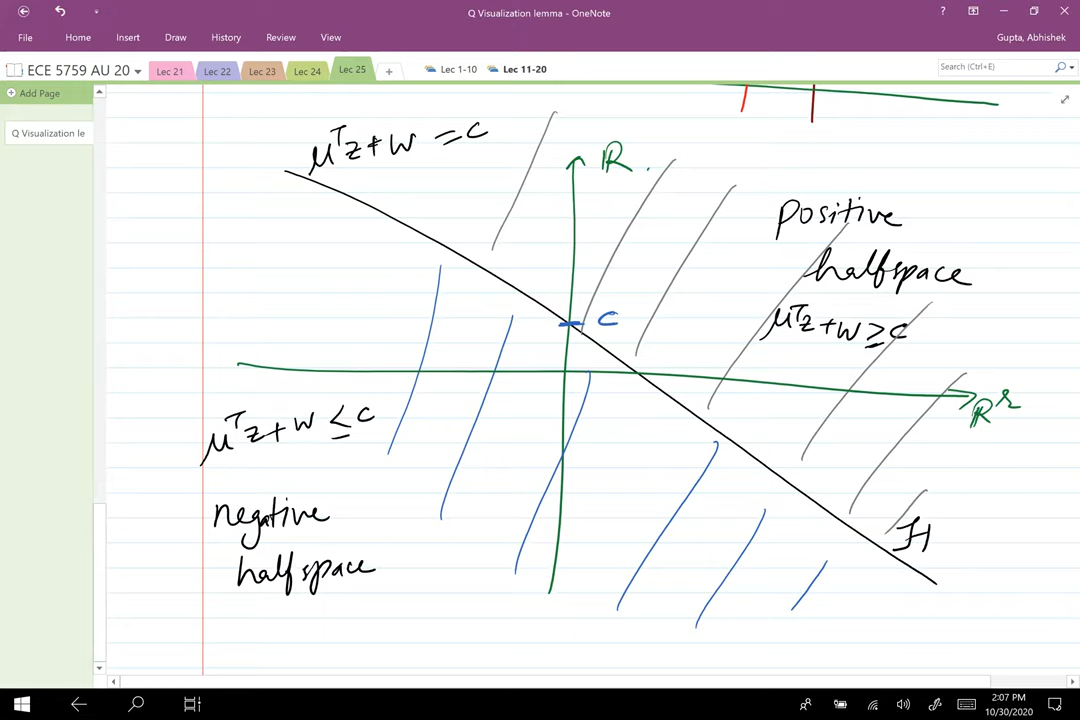 Q Visualization lemma - OneNote
?
Gupta, Abhishek
File Home Insert Draw History Review View
ECE 5759 AU 20 Lec 21 Lec 22 Lec 23 Lec 24 Lec 25 + Lec 1-10 Lec 11-20
Search (Ctrl+E)
Add Page
Q Visualization le
μᵀz+w = c
ℝ
positive
halfspace
μᵀz+w ≥ c
c
ℝʳ
μᵀz+w ≤ c
negative
halfspace
H
2:07 PM
10/30/2020